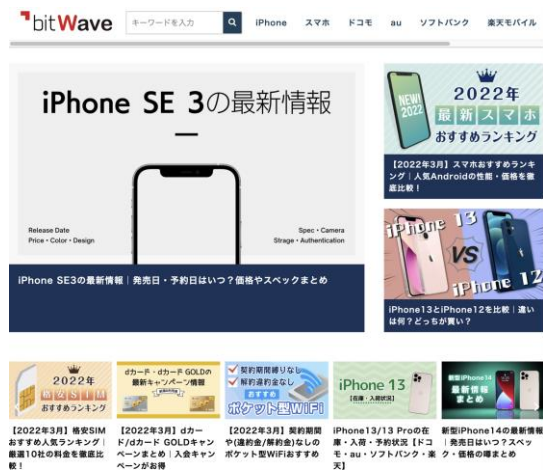 bitWave
キーワードを入力
iPhone スマホ ドコモ au ソフトバンク 楽天モバイル
iPhone SE 3の最新情報
Release Date
Price・Color・Design
Spec・Camera
Strage・Authentication
iPhone SE3の最新情報｜発売日・予約日はいつ？価格やスペックまとめ
NEW!
2022
2022年
最新スマホ
おすすめランキング
【2022年3月】スマホおすすめランキ
ング｜人気Androidの性能・価格を徹
底比較！
iPhone 13
VS
iPhone 12
iPhone13とiPhone12を比較｜違い
は何？どっちが買い？
2022年
格安SIM
おすすめランキング
【2022年3月】格安SIM
おすすめ人気ランキング｜
厳選10社の料金を徹底比
較！
dカード・dカード GOLDの
最新キャンペーン情報
【2022年3月】dカー
ド/dカード GOLDキャン
ペーンまとめ｜入会キャン
ペーンがお得
契約期間縛りなし
解約違約金なし
おすすめ
ポケット型WiFi
【2022年3月】契約期間
や(違約金/解約金)なしの
ポケット型WiFiおすすめ
iPhone 13
【在庫・入荷状況】
iPhone13/13 Proの在
庫・入荷・予約状況【ドコ
モ・au・ソフトバンク・楽
天】
新型iPhone14
最新情報
まとめ
新型iPhone14の最新情報
｜発売日はいつ？スペッ
ク・価格の噂まとめ